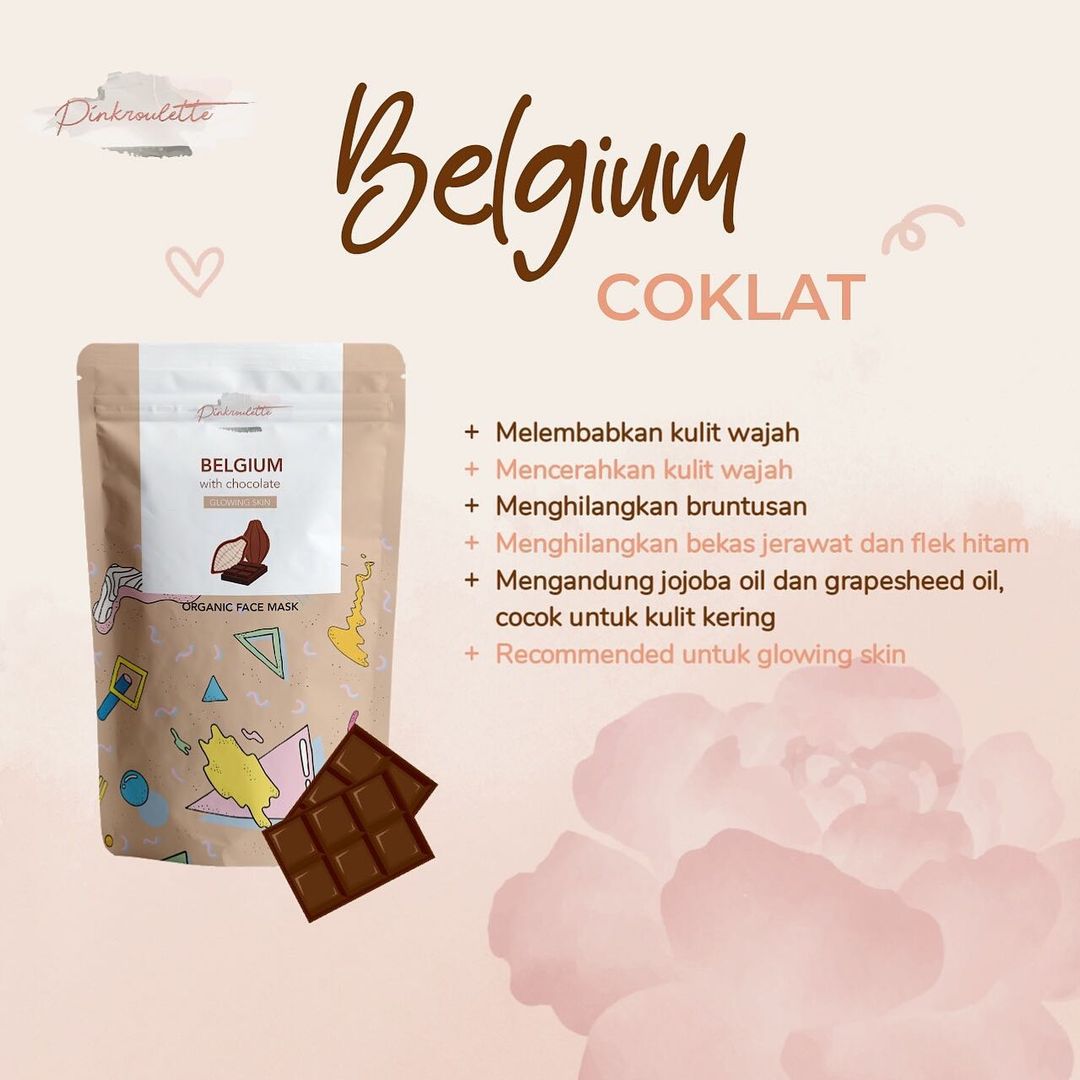 Pinkroulette
Belgium
COKLAT
Pinkroulette
BELGIUM
with chocolate
GLOWING SKIN
ORGANIC FACE MASK
+ Melembabkan kulit wajah
+ Mencerahkan kulit wajah
+ Menghilangkan bruntusan
+ Menghilangkan bekas jerawat dan flek hitam
+ Mengandung jojoba oil dan grapesheed oil,
cocok untuk kulit kering
+ Recommended untuk glowing skin